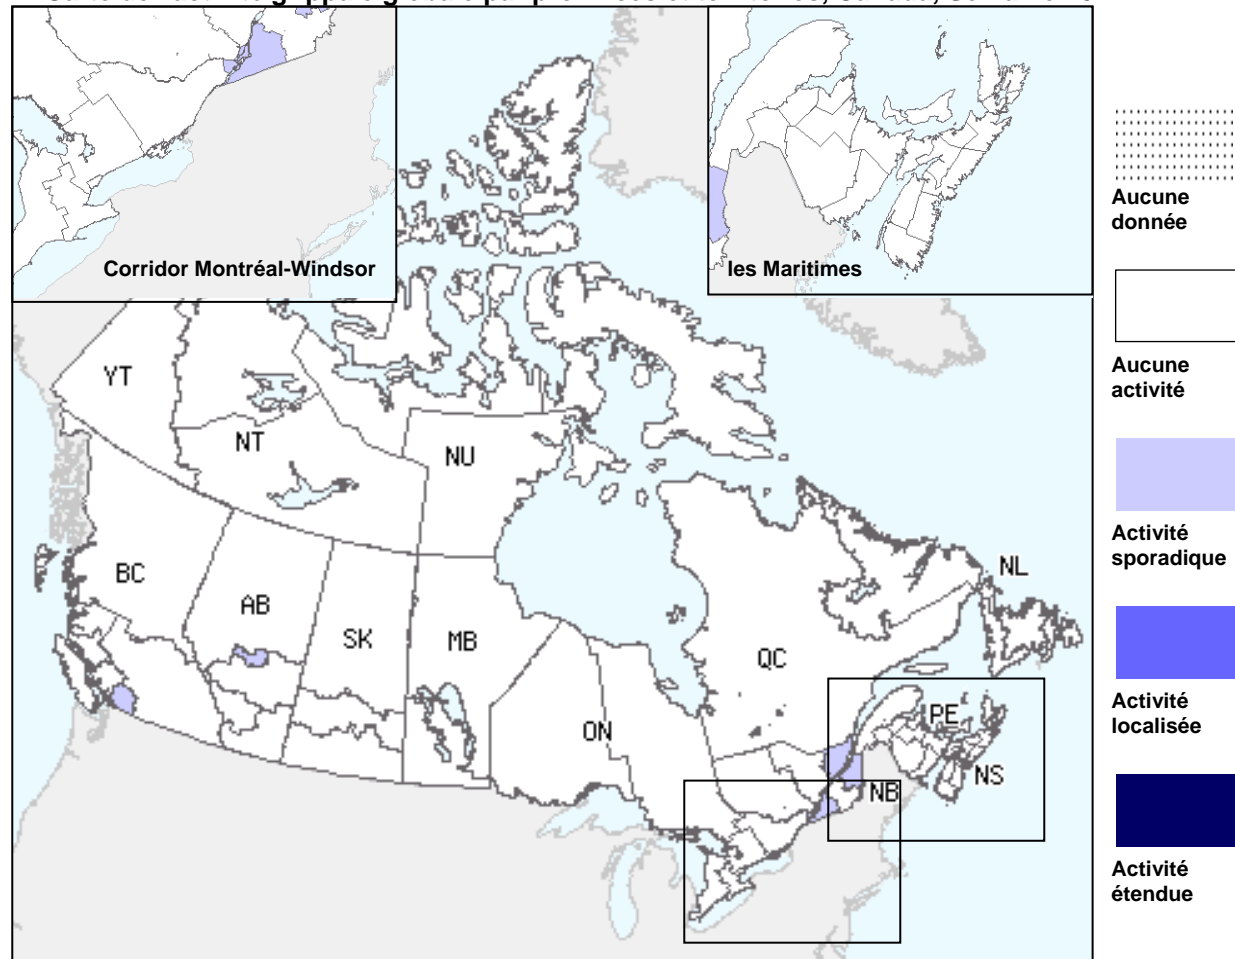 Corridor Montréal-Windsor
les Maritimes
Aucune
donnée
Aucune
activité
Activité
sporadique
Activité
localisée
Activité
étendue
YT
NT
NU
BC
AB
SK
MB
ON
QC
NL
PE
NB
NS